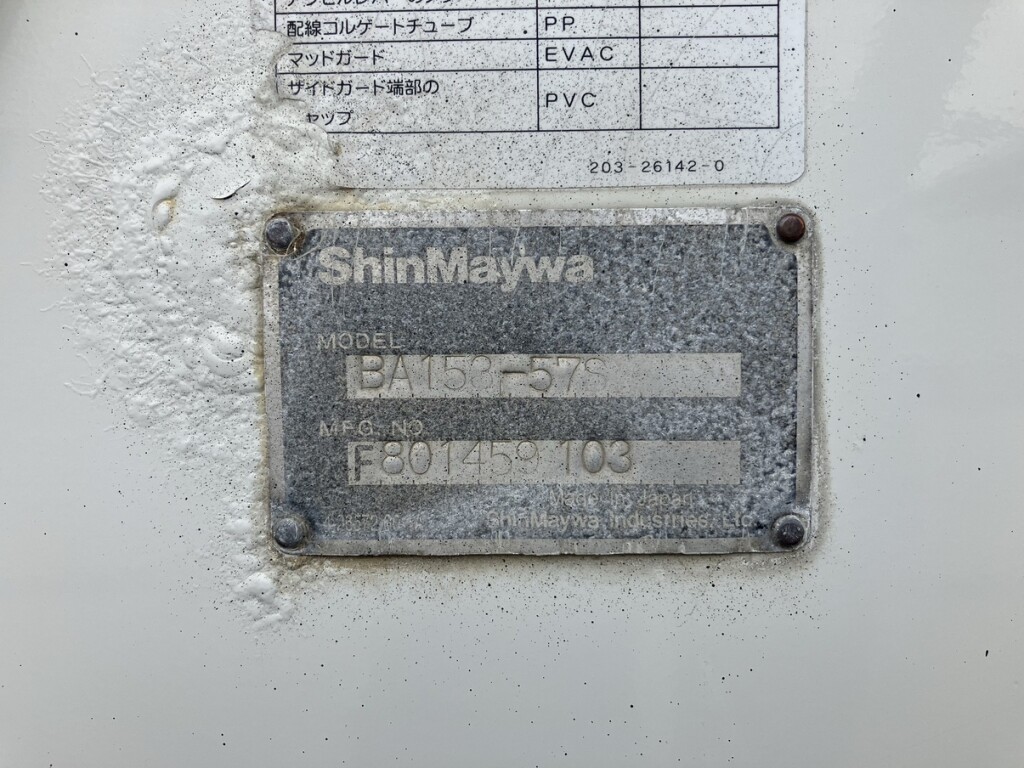 配線コルゲートチューブ PP
マッドガード EVAC
サイドガード端部の PVC
ャップ
203-26142-0
ShinMaywa
MODEL
BA153-57S
MFG. NO.
F801459 103
Made in Japan
ShinMaywa Industries, Ltd.